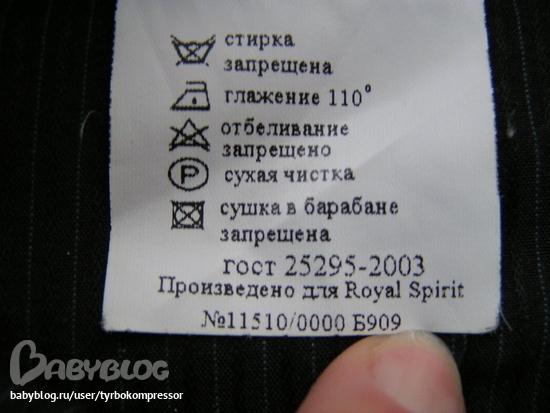 стирка
запрещена
глажение 110°
отбеливание
запрещено
P сухая чистка
сушка в барабане
запрещена
гост 25295-2003
Произведено для Royal Spirit
№11510/0000 Б909
BABYBLOG
babyblog.ru/user/tyrbokompressor